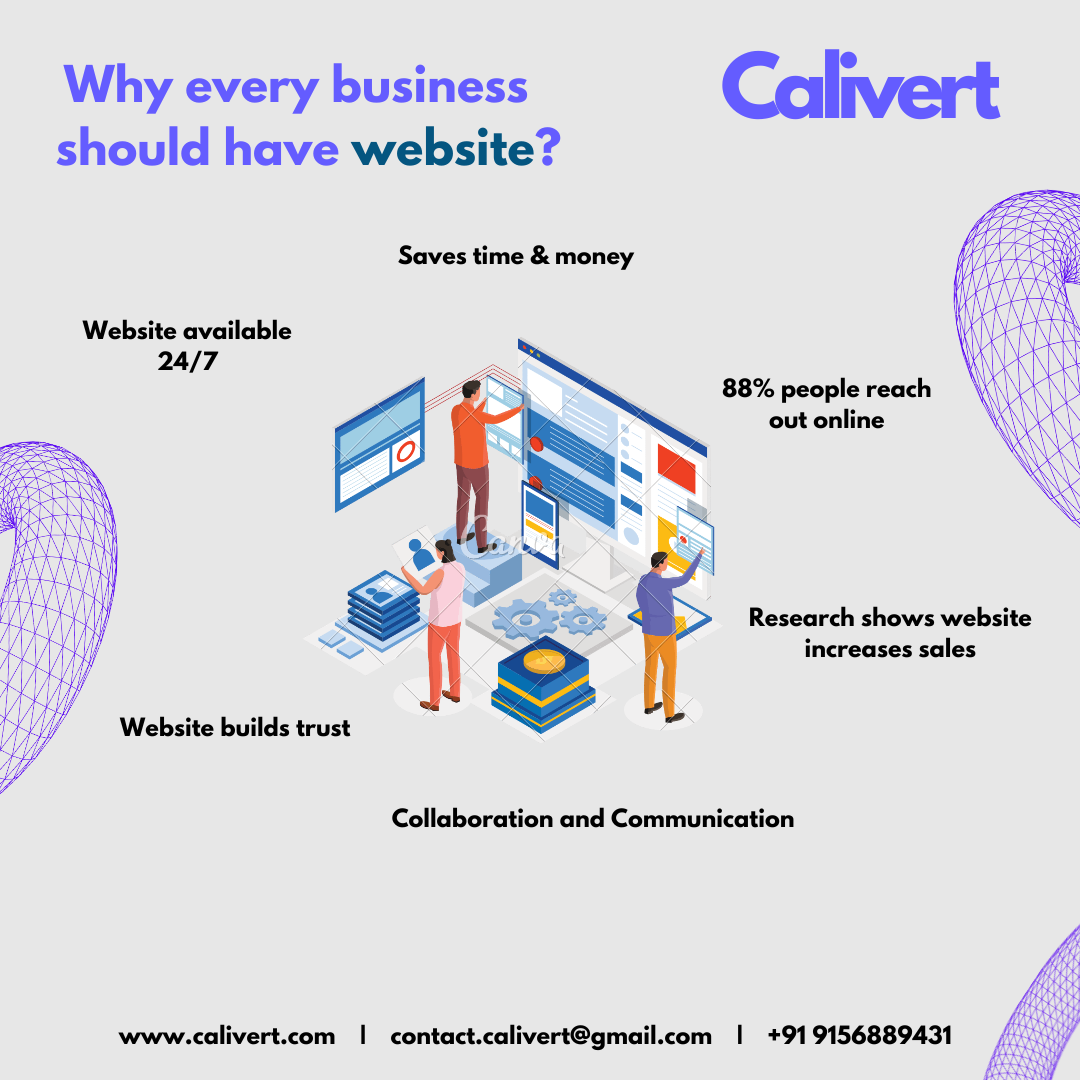 Why every business
should have website?
Calivert
Saves time & money
Website available
24/7
88% people reach
out online
Canva
Research shows website
increases sales
Website builds trust
Collaboration and Communication
www.calivert.com | contact.calivert@gmail.com | +91 9156889431